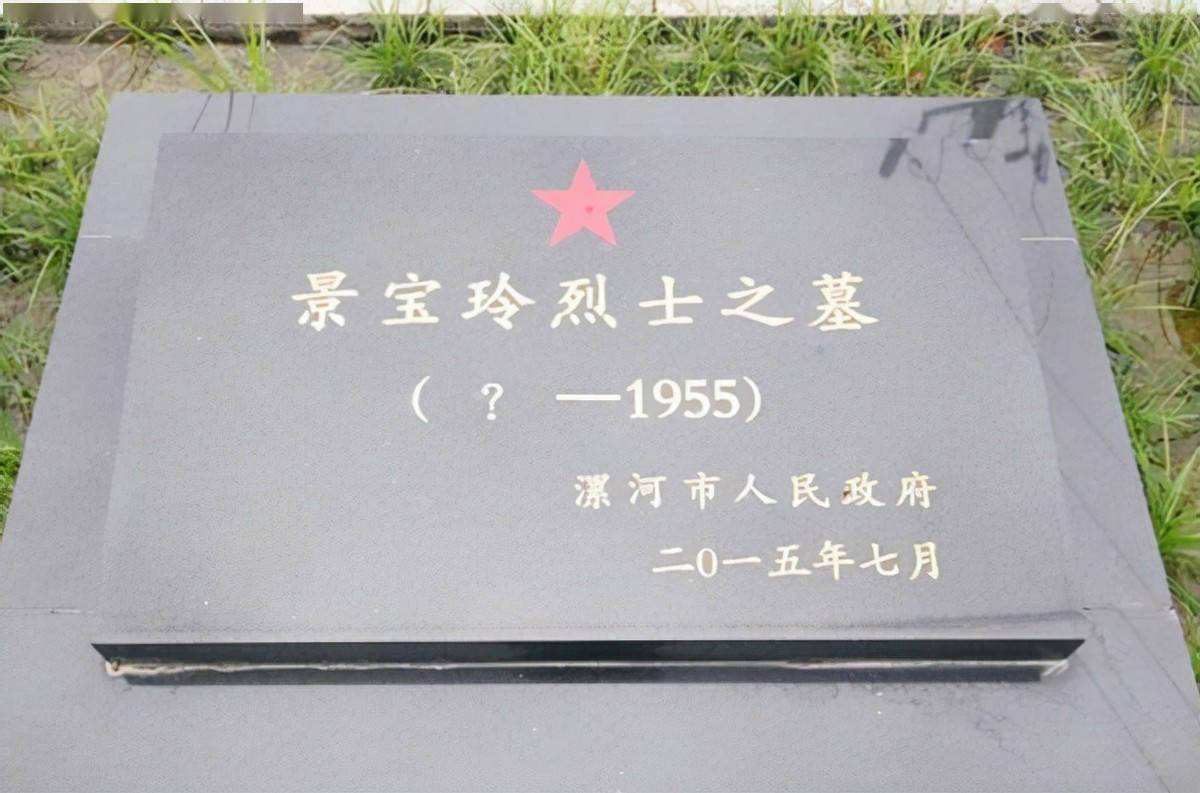 景宝玲烈士之墓
（ ? —1955）
漯河市人民政府
二0一五年七月